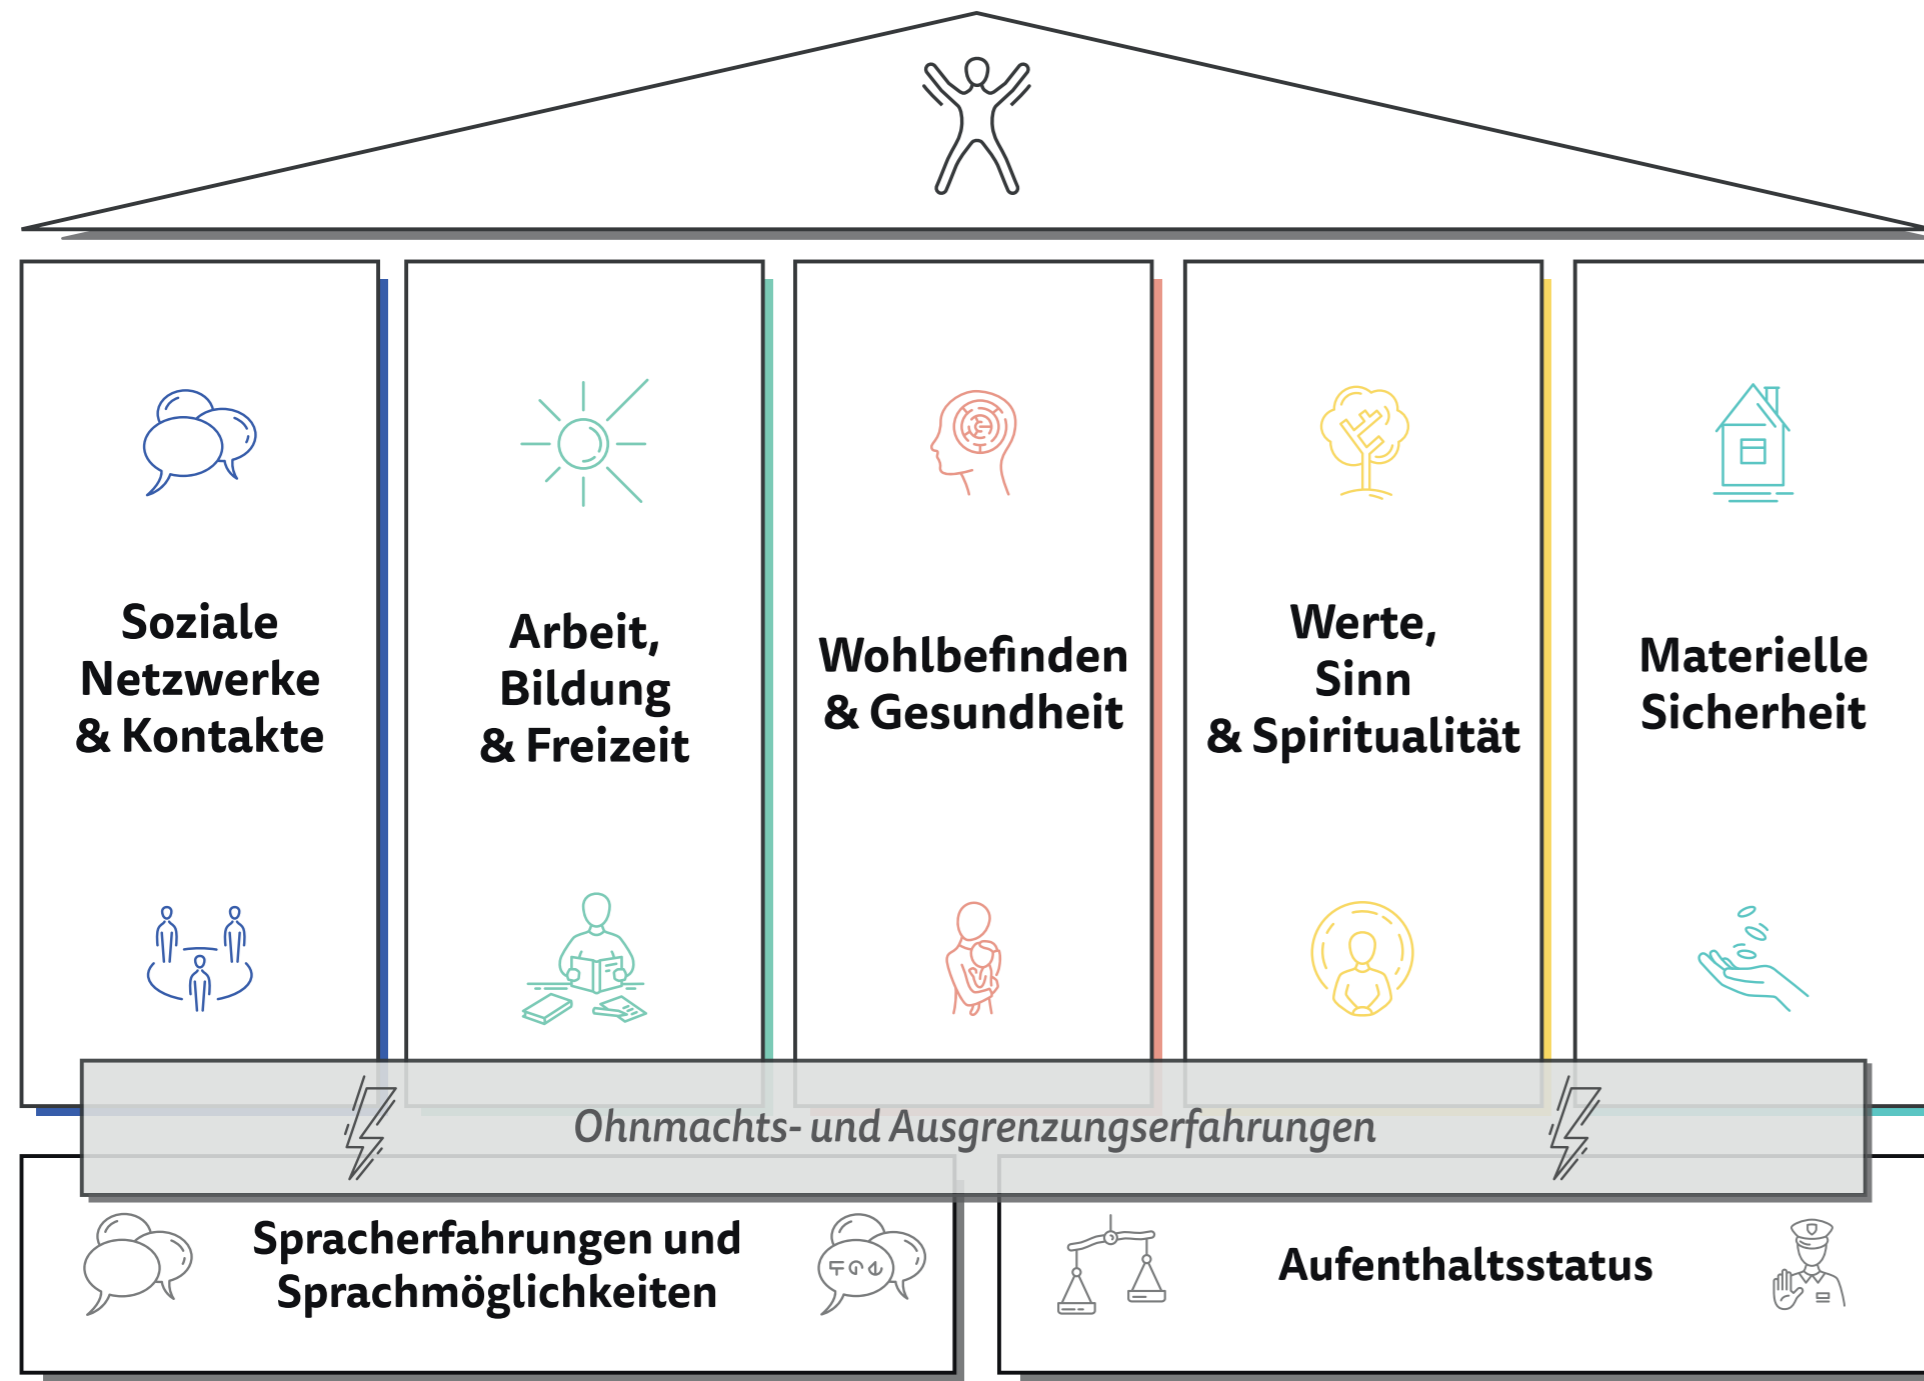 Soziale
Netzwerke
& Kontakte
Arbeit,
Bildung
& Freizeit
Wohlbefinden
& Gesundheit
Werte,
Sinn
& Spiritualität
Materielle
Sicherheit
Ohnmachts- und Ausgrenzungserfahrungen
Spracherfahrungen und
Sprachmöglichkeiten
Aufenthaltsstatus